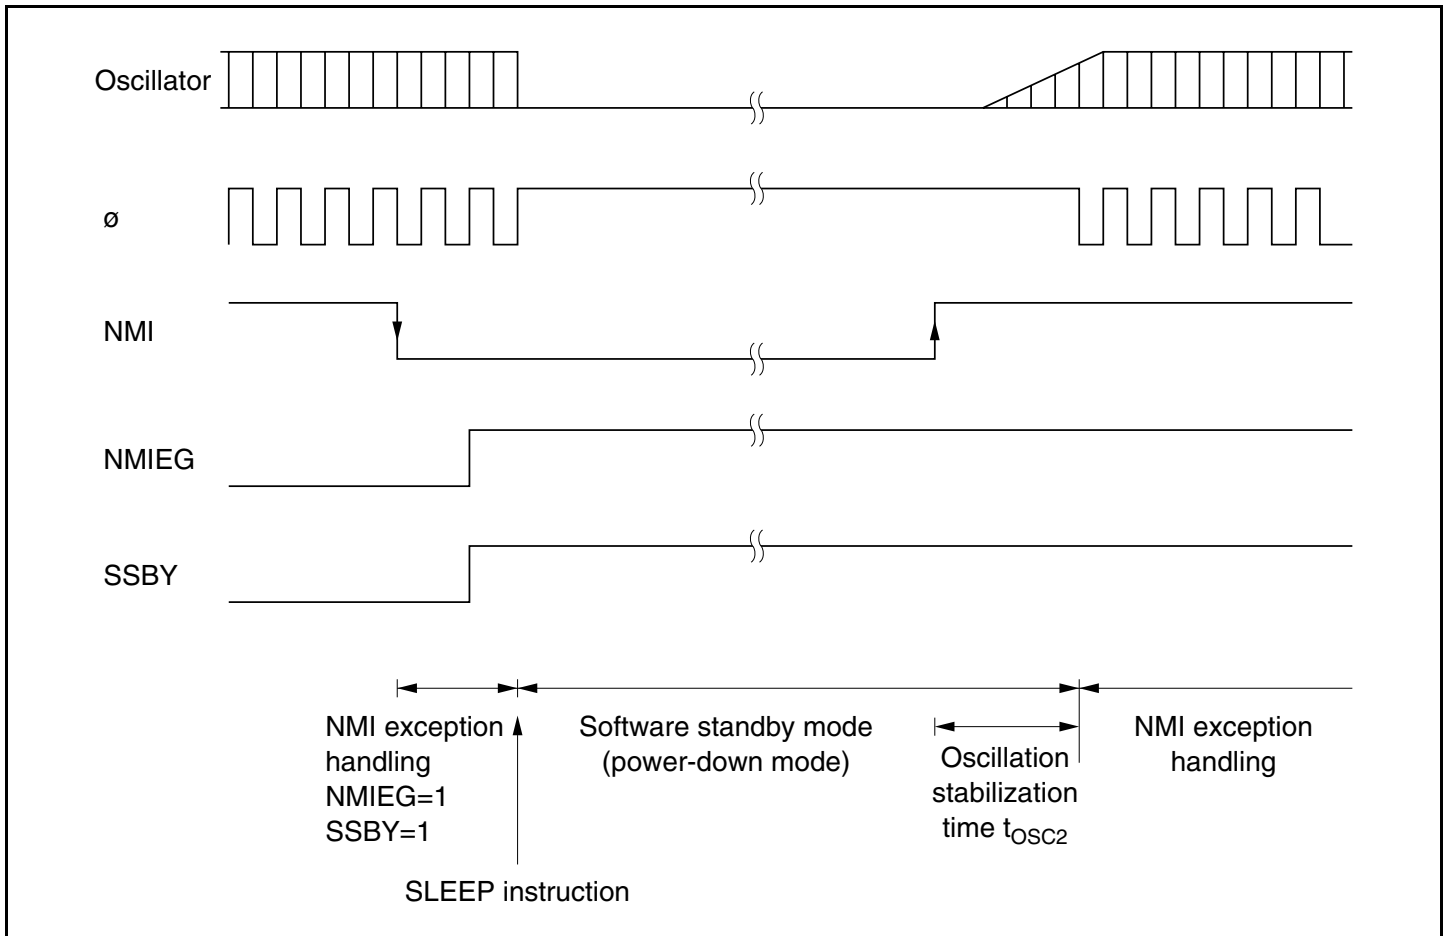 Oscillator
ø
NMI
NMIEG
SSBY
NMI exception
handling
NMIEG=1
SSBY=1
SLEEP instruction
Software standby mode
(power-down mode)
Oscillation
stabilization
time tOSC2
NMI exception
handling